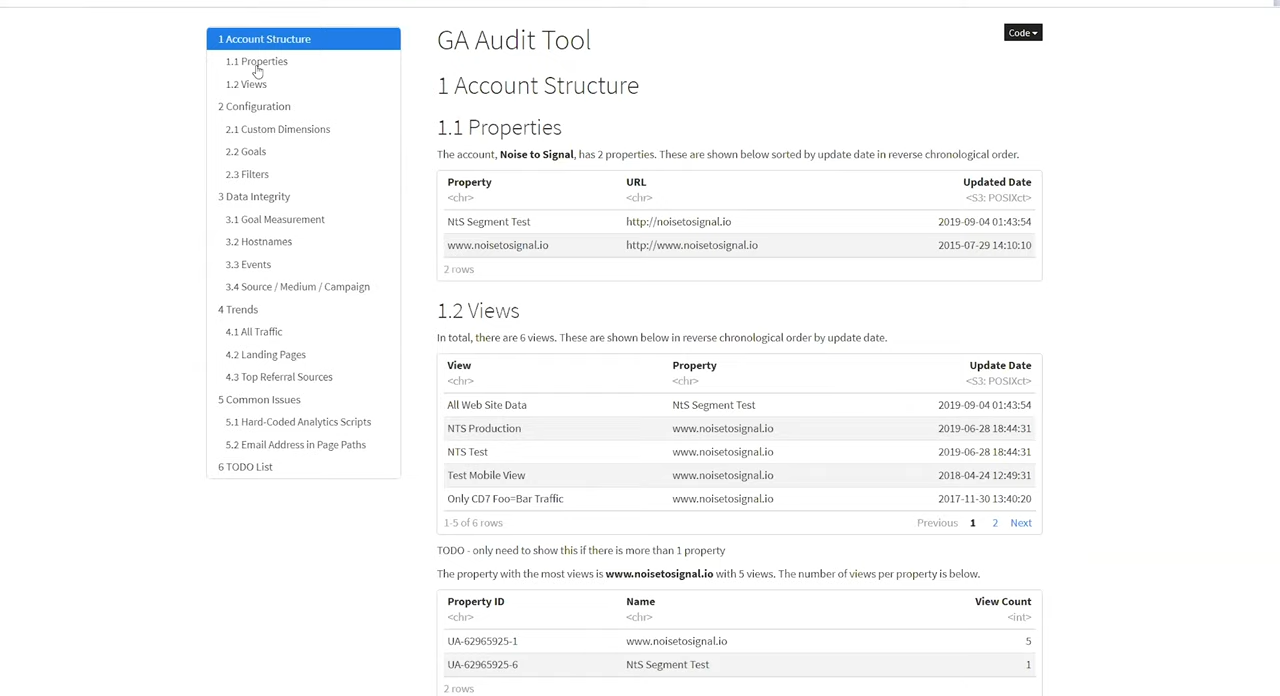 1 Account Structure
1.1 Properties
1.2 Views
2 Configuration
2.1 Custom Dimensions
2.2 Goals
2.3 Filters
3 Data Integrity
3.1 Goal Measurement
3.2 Hostnames
3.3 Events
3.4 Source / Medium / Campaign
4 Trends
4.1 All Traffic
4.2 Landing Pages
4.3 Top Referral Sources
5 Common Issues
5.1 Hard-Coded Analytics Scripts
5.2 Email Address in Page Paths
6 TODO List
GA Audit Tool
Code
1 Account Structure
1.1 Properties
The account, Noise to Signal, has 2 properties. These are shown below sorted by update date in reverse chronological order.
Property URL Updated Date
<chr> <chr> <S3: POSIXct>
NtS Segment Test http://noisetosignal.io 2019-09-04 01:43:54
www.noisetosignal.io http://www.noisetosignal.io 2015-07-29 14:10:10
2 rows
1.2 Views
In total, there are 6 views. These are shown below in reverse chronological order by update date.
View Property Update Date
<chr> <chr> <S3: POSIXct>
All Web Site Data NtS Segment Test 2019-09-04 01:43:54
NTS Production www.noisetosignal.io 2019-06-28 18:44:31
NTS Test www.noisetosignal.io 2019-06-28 18:44:31
Test Mobile View www.noisetosignal.io 2018-04-24 12:49:31
Only CD7 Foo=Bar Traffic www.noisetosignal.io 2017-11-30 13:40:20
1-5 of 6 rows Previous 1 2 Next
TODO - only need to show this if there is more than 1 property
The property with the most views is www.noisetosignal.io with 5 views. The number of views per property is below.
Property ID Name View Count
<chr> <chr> <int>
UA-62965925-1 www.noisetosignal.io 5
UA-62965925-6 NtS Segment Test 1
2 rows